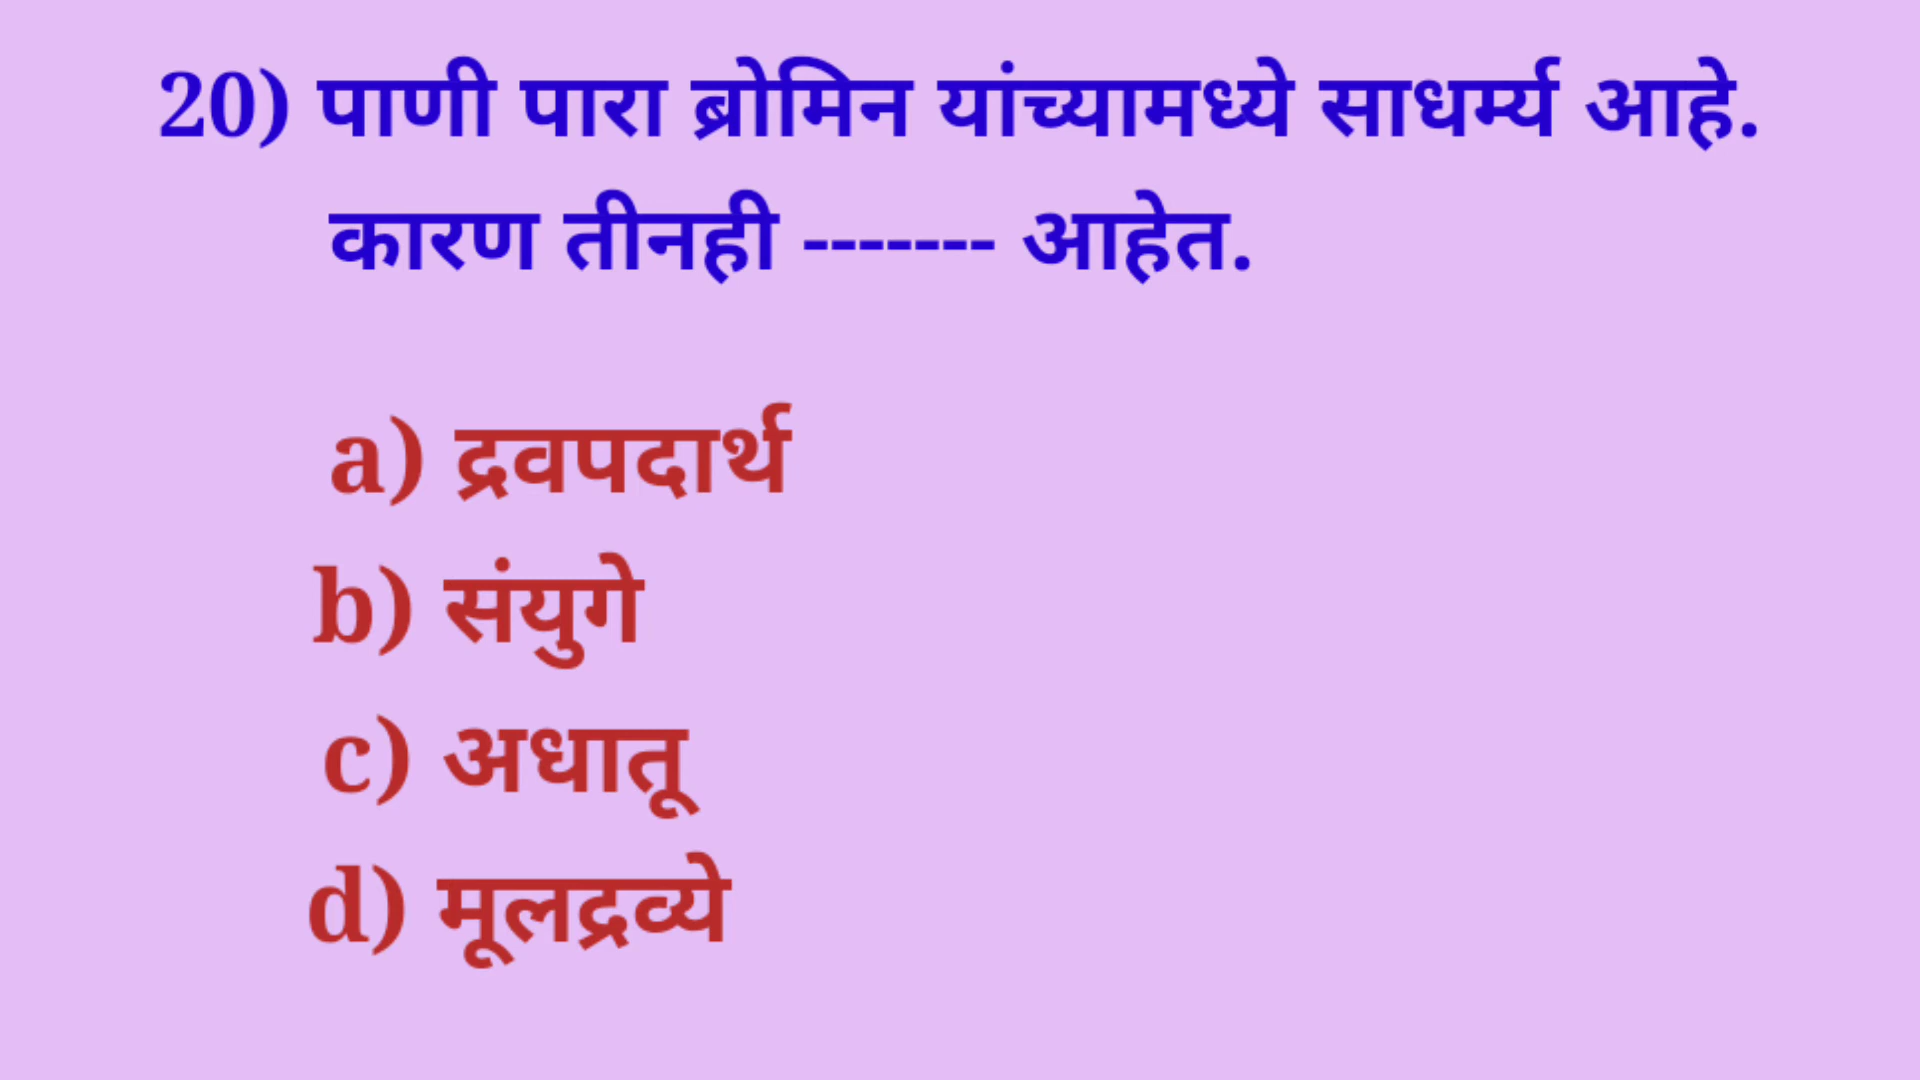 20) पाणी पारा ब्रोमिन यांच्यामध्ये साधर्म्य आहे.
कारण तीनही ------- आहेत.
a) द्रवपदार्थ
b) संयुगे
c) अधातू
d) मूलद्रव्ये